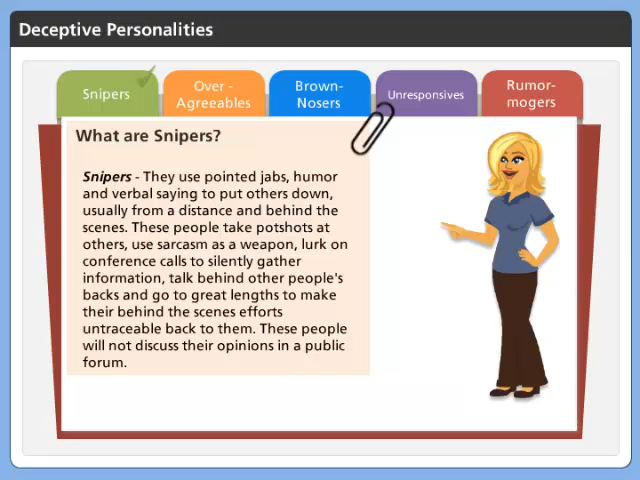 Deceptive Personalities
Snipers
Over -
Agreeables
Brown-
Nosers
Unresponsives
Rumor-
mogers
What are Snipers?
Snipers - They use pointed jabs, humor
and verbal saying to put others down,
usually from a distance and behind the
scenes. These people take potshots at
others, use sarcasm as a weapon, lurk on
conference calls to silently gather
information, talk behind other people's
backs and go to great lengths to make
their behind the scenes efforts
untraceable back to them. These people
will not discuss their opinions in a public
forum.